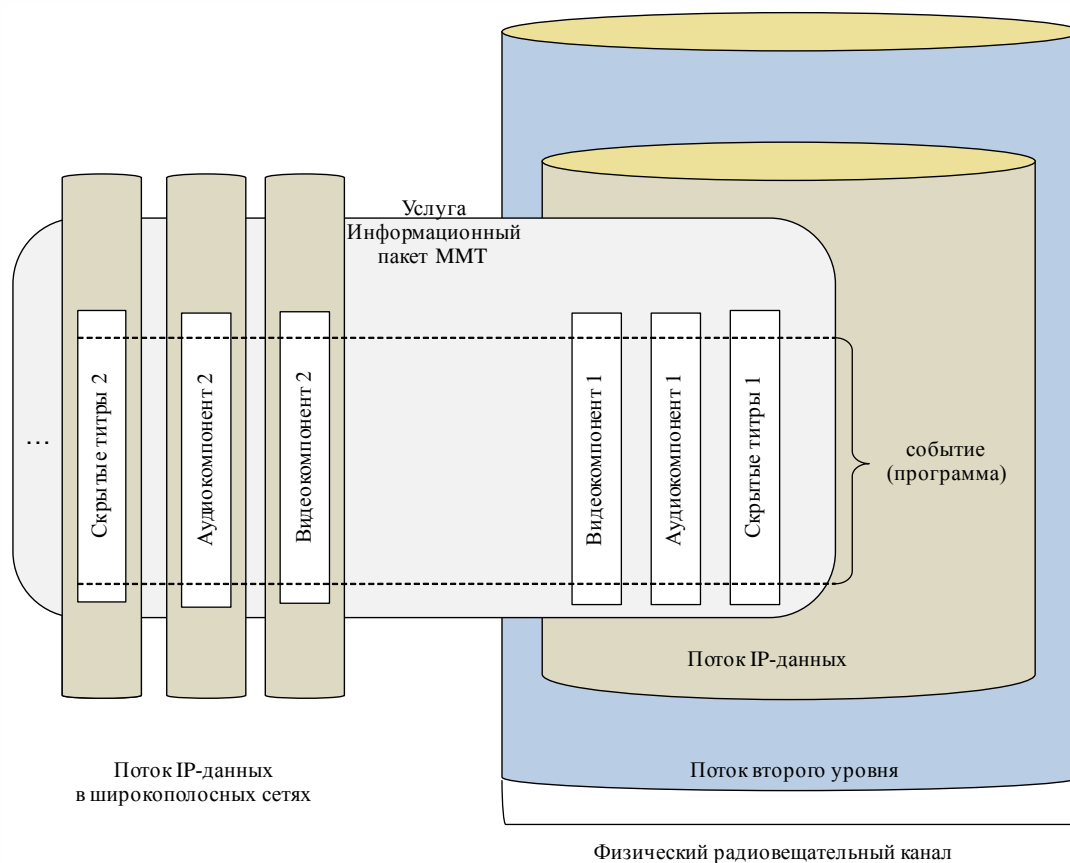 Услуга
Информационный
пакет MMT
...
Скрытые титры 2
Аудиокомпонент 2
Видеокомпонент 2
Видеокомпонент 1
Аудиокомпонент 1
Скрытые титры 1
событие
(программа)
Поток IP-данных
Поток IP-данных
в широкополосных сетях
Поток второго уровня
Физический радиовещательный канал